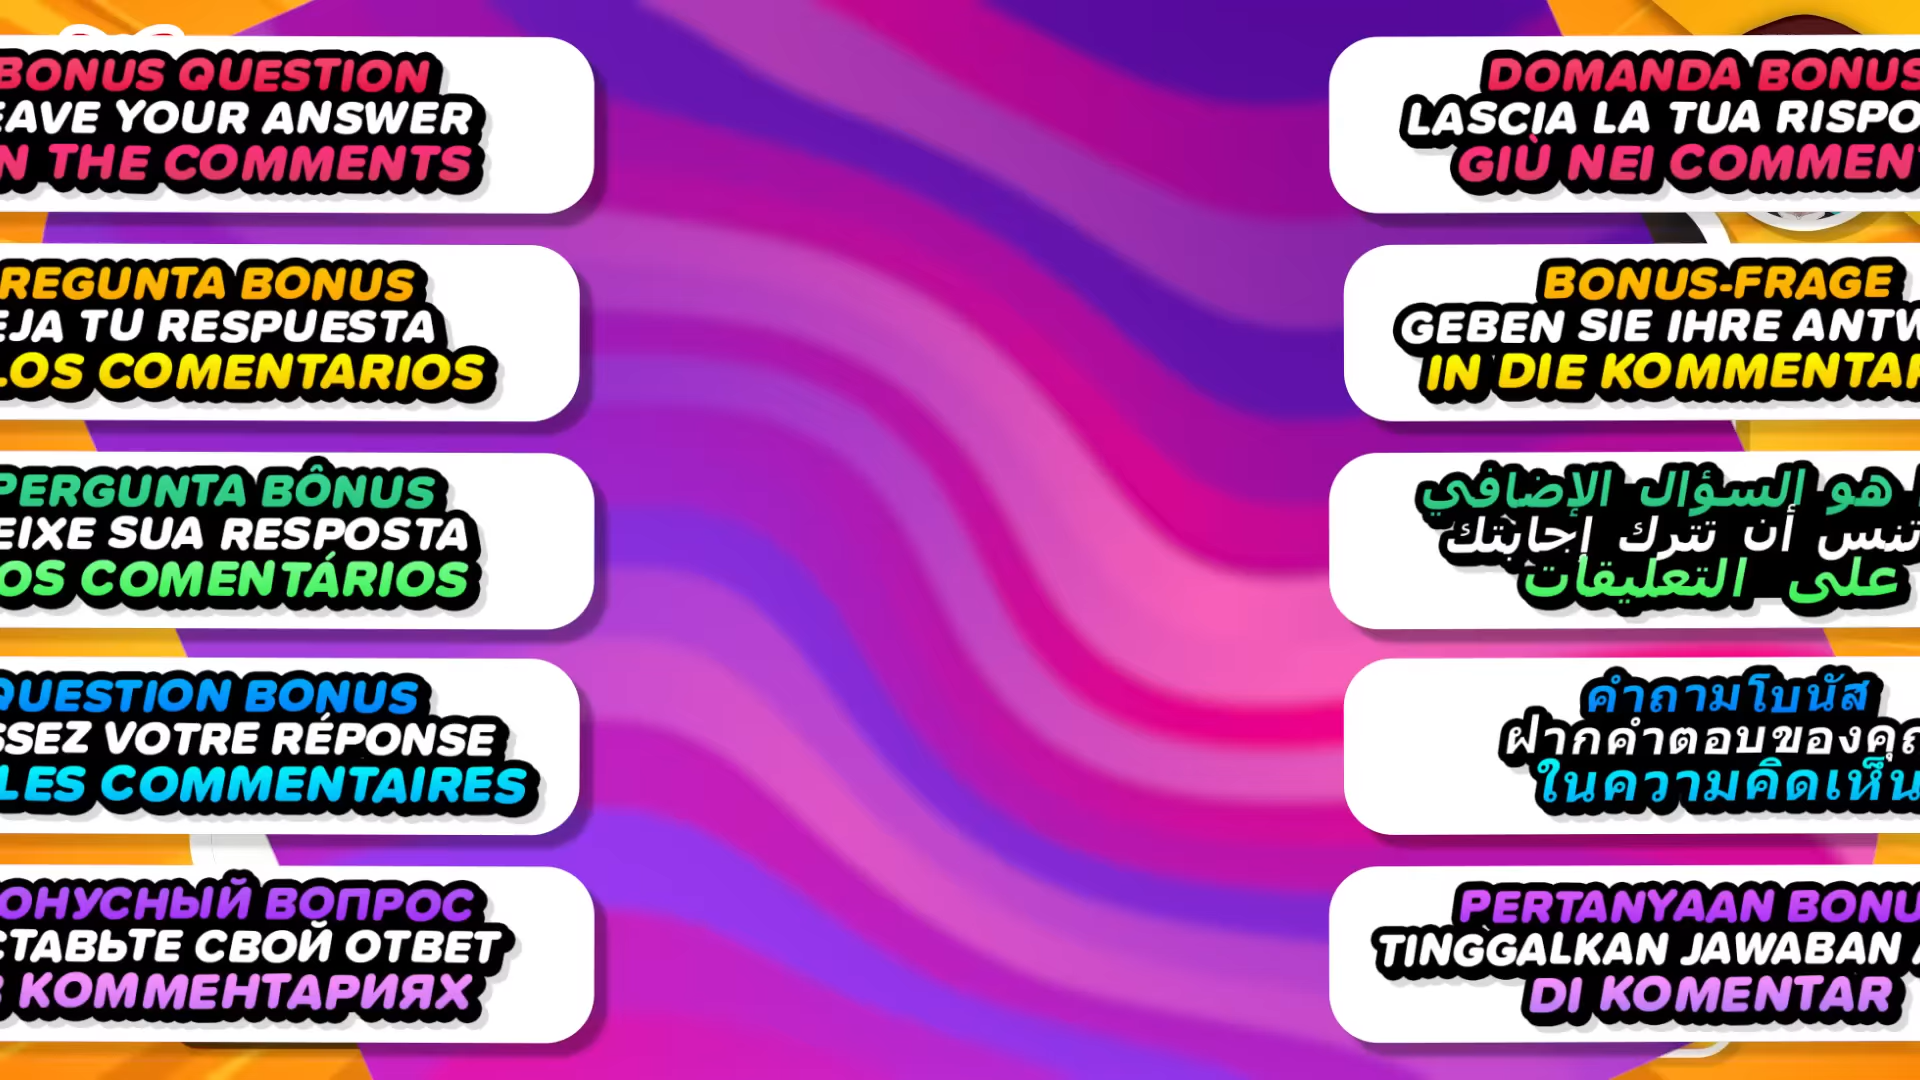 BONUS QUESTION
EAVE YOUR ANSWER
N THE COMMENTS
REGUNTA BONUS
EJA TU RESPUESTA
LOS COMENTARIOS
PERGUNTA BÔNUS
EIXE SUA RESPOSTA
OS COMENTÁRIOS
QUESTION BONUS
SSEZ VOTRE RÉPONSE
LES COMMENTAIRES
ОНУСНЫЙ ВОПРОС
СТАВЬТЕ СВОЙ ОТВЕТ
КОММЕНТАРИЯХ
DOMANDA BONUS
LASCIA LA TUA RISPO
GIÙ NEI COMMENT
BONUS-FRAGE
GEBEN SIE IHRE ANTW
IN DIE KOMMENTAR
هو السؤال الإضافي
تنس أن تترك إجابتك
على التعليقات
คำถามโบนัส
ฝากคำตอบของคุณ
ในความคิดเห็น
PERTANYAAN BONU
TINGGALKAN JAWABAN A
DI KOMENTAR